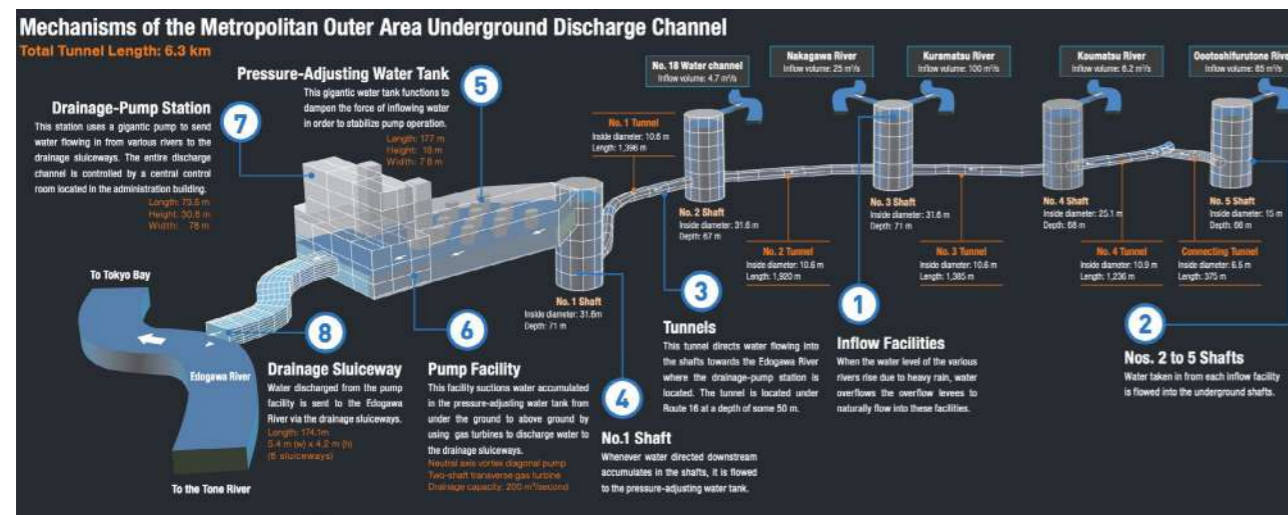 Mechanisms of the Metropolitan Outer Area Underground Discharge Channel
Total Tunnel Length: 6.3 km
No. 18 Water channel
Inflow volume: 4.7 m³/s
Nakagawa River
Inflow volume: 25 m³/s
Kuramatsu River
Inflow volume: 100 m³/s
Koumatsu River
Inflow volume: 6.2 m³/s
Oootoshifurutone Rive
Inflow volume: 85 m³/s
Pressure-Adjusting Water Tank
This gigantic water tank functions to
dampen the force of inflowing water
in order to stabilize pump operation.
Length: 177 m
Height: 18 m
Width: 78 m
5
Drainage-Pump Station
This station uses a gigantic pump to send
water flowing in from various rivers to the
drainage sluiceways. The entire discharge
channel is controlled by a central control
room located in the administration building.
Length: 73.5 m
Height: 30.8 m
Width: 78 m
7
No. 1 Tunnel
Inside diameter: 10.6 m
Length: 1,396 m
No. 2 Shaft
Inside diameter: 31.6 m
Depth: 67 m
No. 3 Shaft
Inside diameter: 31.6 m
Depth: 71 m
No. 4 Shaft
Inside diameter: 25.1 m
Depth: 68 m
No. 5 Shaft
Inside diameter: 15 m
Depth: 66 m
No. 2 Tunnel
Inside diameter: 10.6 m
Length: 1,920 m
No. 3 Tunnel
Inside diameter: 10.6 m
Length: 1,385 m
No. 4 Tunnel
Inside diameter: 10.9 m
Length: 1,236 m
Connecting Tunnel
Inside diameter: 6.5 m
Length: 375 m
No. 1 Shaft
Inside diameter: 31.6m
Depth: 71 m
To Tokyo Bay
Edogawa River
To the Tone River
8
Drainage Sluiceway
Water discharged from the pump
facility is sent to the Edogawa
River via the drainage sluiceways.
Length: 174.1m
5.4 m (w) x 4.2 m (h)
(6 sluiceways)
6
Pump Facility
This facility suctions water accumulated
in the pressure-adjusting water tank from
under the ground to above ground by
using gas turbines to discharge water to
the drainage sluiceways.
Neutral axis vortex diagonal pump
Two-shaft transverse gas turbine
Drainage capacity: 200 m³/second
4
No.1 Shaft
Whenever water directed downstream
accumulates in the shafts, it is flowed
to the pressure-adjusting water tank.
3
Tunnels
This tunnel directs water flowing into
the shafts towards the Edogawa River
where the drainage-pump station is
located. The tunnel is located under
Route 16 at a depth of some 50 m.
1
Inflow Facilities
When the water level of the various
rivers rise due to heavy rain, water
overflows the overflow levees to
naturally flow into these facilities.
2
Nos. 2 to 5 Shafts
Water taken in from each inflow facility
is flowed into the underground shafts.